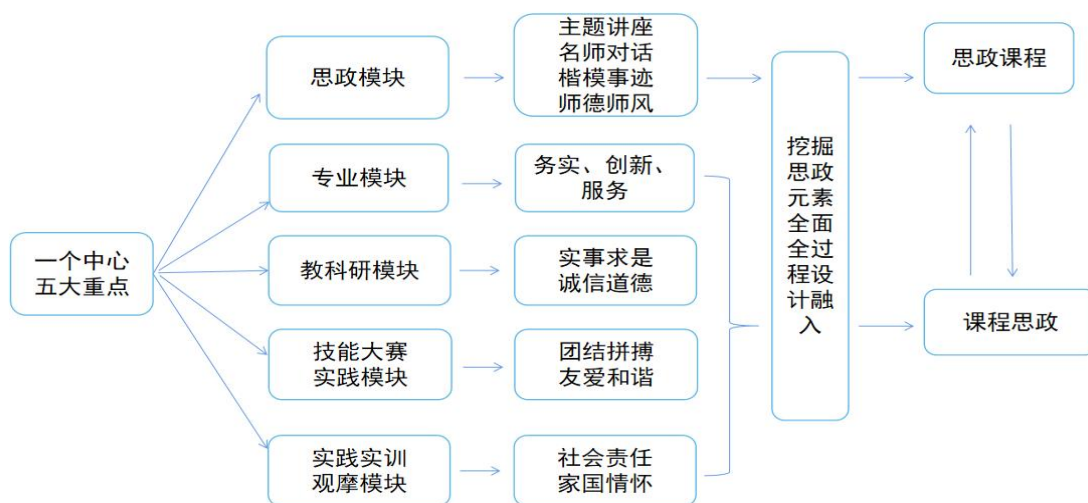 一个中心
五大重点
思政模块
专业模块
教科研模块
技能大赛
实践模块
实践实训
观摩模块
主题讲座
名师对话
楷模事迹
师德师风
务实、创新、
服务
实事求是
诚信道德
团结拼搏
友爱和谐
社会责任
家国情怀
挖掘
思政
元素
全面
全过
程设
计融
入
思政课程
课程思政